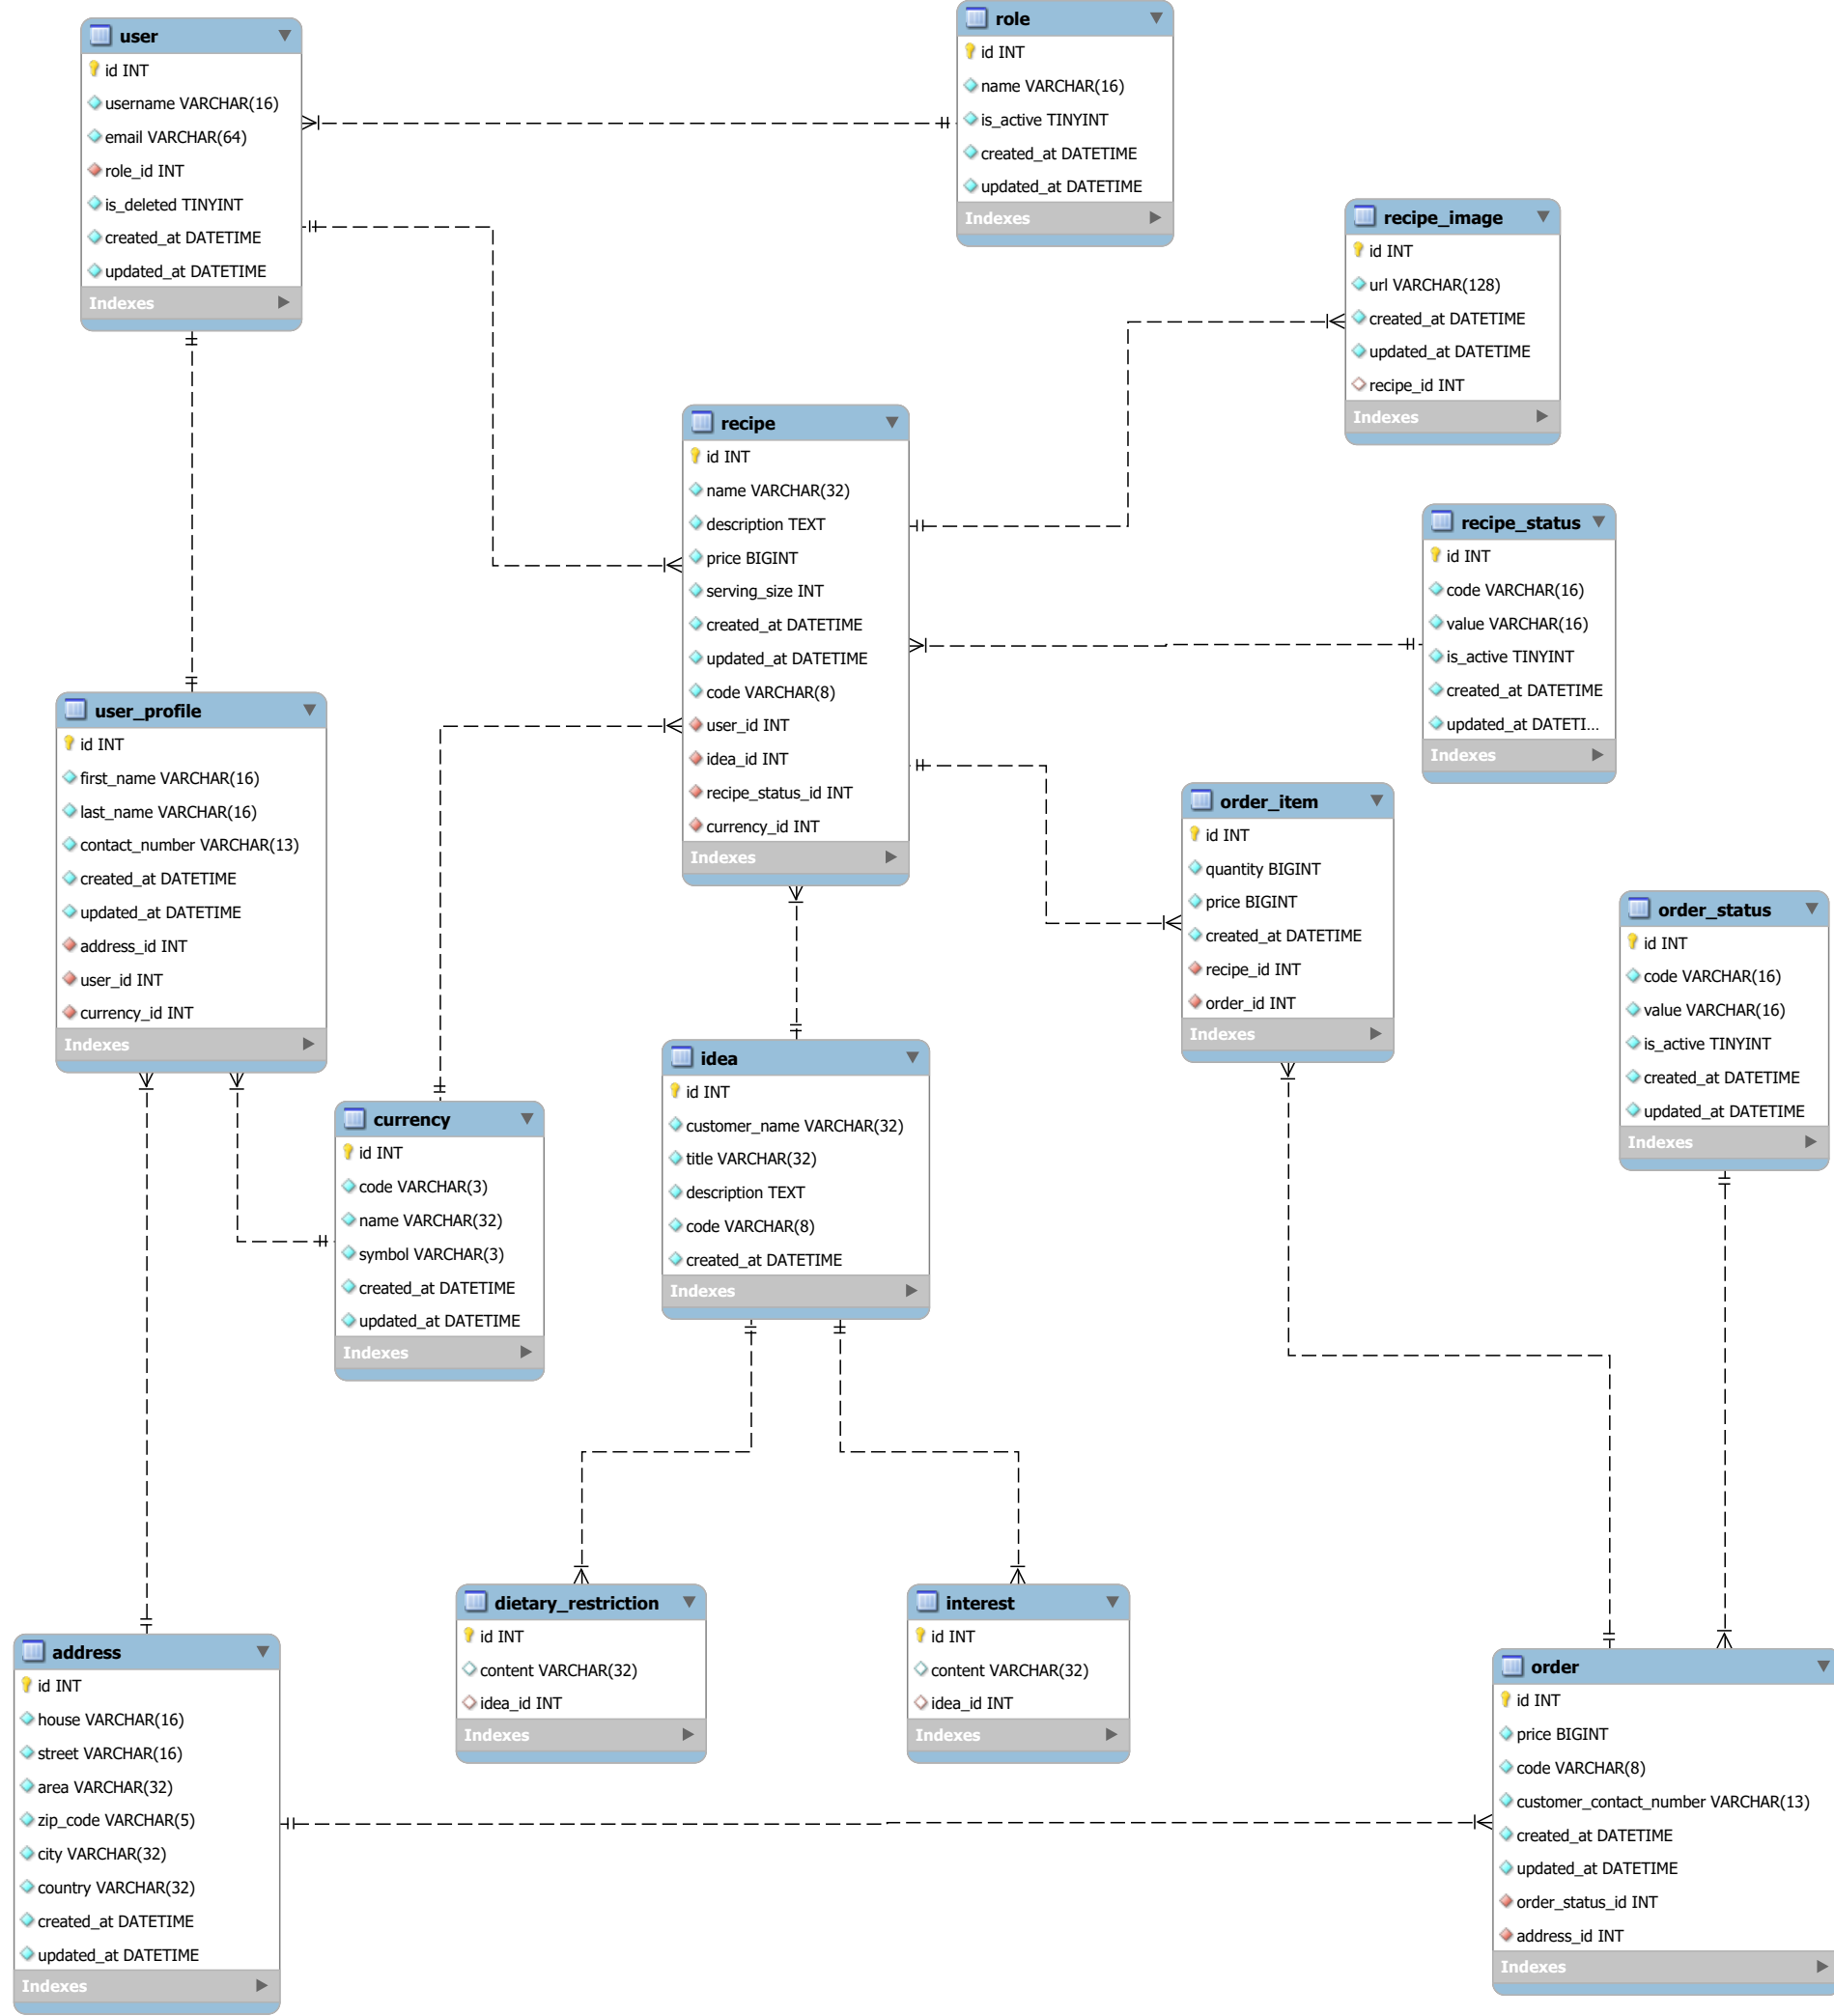 user
id INT
username VARCHAR(16)
email VARCHAR(64)
role_id INT
is_deleted TINYINT
created_at DATETIME
updated_at DATETIME
Indexes
role
id INT
name VARCHAR(16)
is_active TINYINT
created_at DATETIME
updated_at DATETIME
Indexes
recipe_image
id INT
url VARCHAR(128)
created_at DATETIME
updated_at DATETIME
recipe_id INT
Indexes
recipe
id INT
name VARCHAR(32)
description TEXT
price BIGINT
serving_size INT
created_at DATETIME
updated_at DATETIME
code VARCHAR(8)
user_id INT
idea_id INT
recipe_status_id INT
currency_id INT
Indexes
recipe_status
id INT
code VARCHAR(16)
value VARCHAR(16)
is_active TINYINT
created_at DATETIME
updated_at DATETI...
Indexes
user_profile
id INT
first_name VARCHAR(16)
last_name VARCHAR(16)
contact_number VARCHAR(13)
created_at DATETIME
updated_at DATETIME
address_id INT
user_id INT
currency_id INT
Indexes
order_item
id INT
quantity BIGINT
price BIGINT
created_at DATETIME
recipe_id INT
order_id INT
Indexes
order_status
id INT
code VARCHAR(16)
value VARCHAR(16)
is_active TINYINT
created_at DATETIME
updated_at DATETIME
Indexes
currency
id INT
code VARCHAR(3)
name VARCHAR(32)
symbol VARCHAR(3)
created_at DATETIME
updated_at DATETIME
Indexes
idea
id INT
customer_name VARCHAR(32)
title VARCHAR(32)
description TEXT
code VARCHAR(8)
created_at DATETIME
Indexes
dietary_restriction
id INT
content VARCHAR(32)
idea_id INT
Indexes
interest
id INT
content VARCHAR(32)
idea_id INT
Indexes
address
id INT
house VARCHAR(16)
street VARCHAR(16)
area VARCHAR(32)
zip_code VARCHAR(5)
city VARCHAR(32)
country VARCHAR(32)
created_at DATETIME
updated_at DATETIME
Indexes
order
id INT
price BIGINT
code VARCHAR(8)
customer_contact_number VARCHAR(13)
created_at DATETIME
updated_at DATETIME
order_status_id INT
address_id INT
Indexes